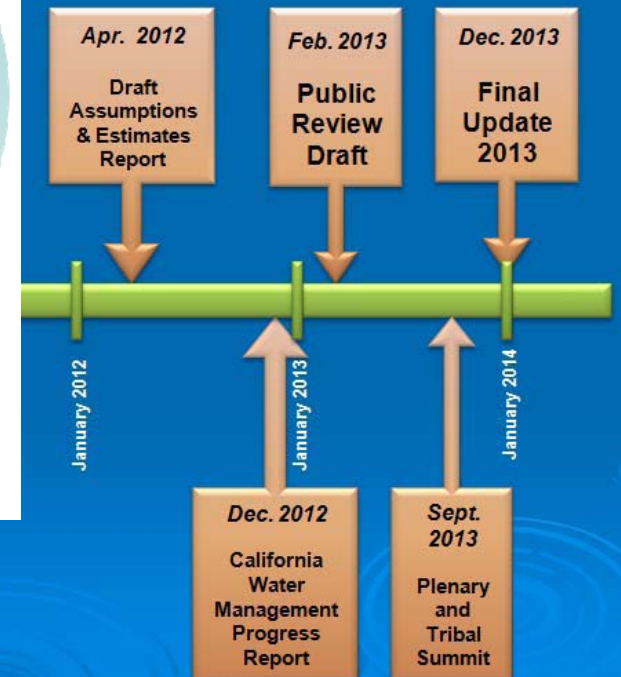 Apr. 2012
Draft
Assumptions
& Estimates
Report
Feb. 2013
Public
Review
Draft
Dec. 2013
Final
Update
2013
January 2012
January 2013
January 2014
Dec. 2012
California
Water
Management
Progress
Report
Sept.
2013
Plenary
and
Tribal
Summit